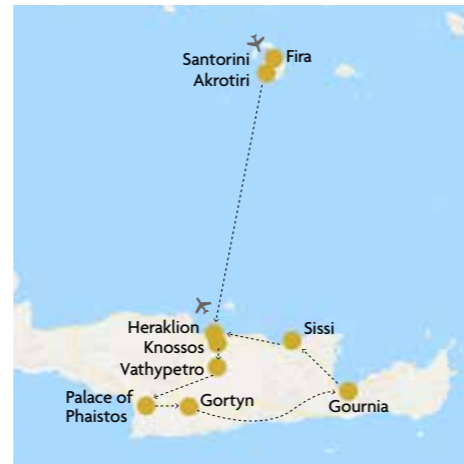 Santorini
Fira
Akrotiri
Heraklion
Knossos
Sissi
Vathypetro
Palace of
Phaistos
Gortyn
Gournia